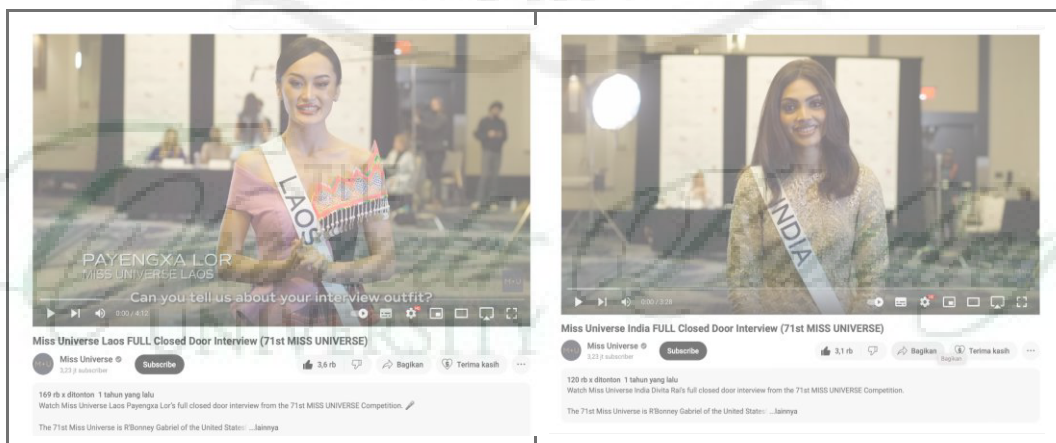 LAOS
PAYENGXA LOR
MISS UNIVERSE LAOS
M•U
Can you tell us about your interview outfit?
0:00 / 4:12
Miss Universe Laos FULL Closed Door Interview (71st MISS UNIVERSE)
M•U
Miss Universe
3,23 jt subscriber
Subscribe
3,6 rb
Bagikan
Terima kasih
169 rb x ditonton 1 tahun yang lalu
Watch Miss Universe Laos Payengxa Lor's full closed door interview from the 71st MISS UNIVERSE Competition. 🎤
The 71st Miss Universe is R'Bonney Gabriel of the United States! ...lainnya
INDIA
0:00 / 3:28
Miss Universe India FULL Closed Door Interview (71st MISS UNIVERSE)
M•U
Miss Universe
3,23 jt subscriber
Subscribe
3,1 rb
Bagikan
Terima kasih
Bagikan
120 rb x ditonton 1 tahun yang lalu
Watch Miss Universe India Divita Rai's full closed door interview from the 71st MISS UNIVERSE Competition.
The 71st Miss Universe is R'Bonney Gabriel of the United States! ...lainnya
UNIVERSITY